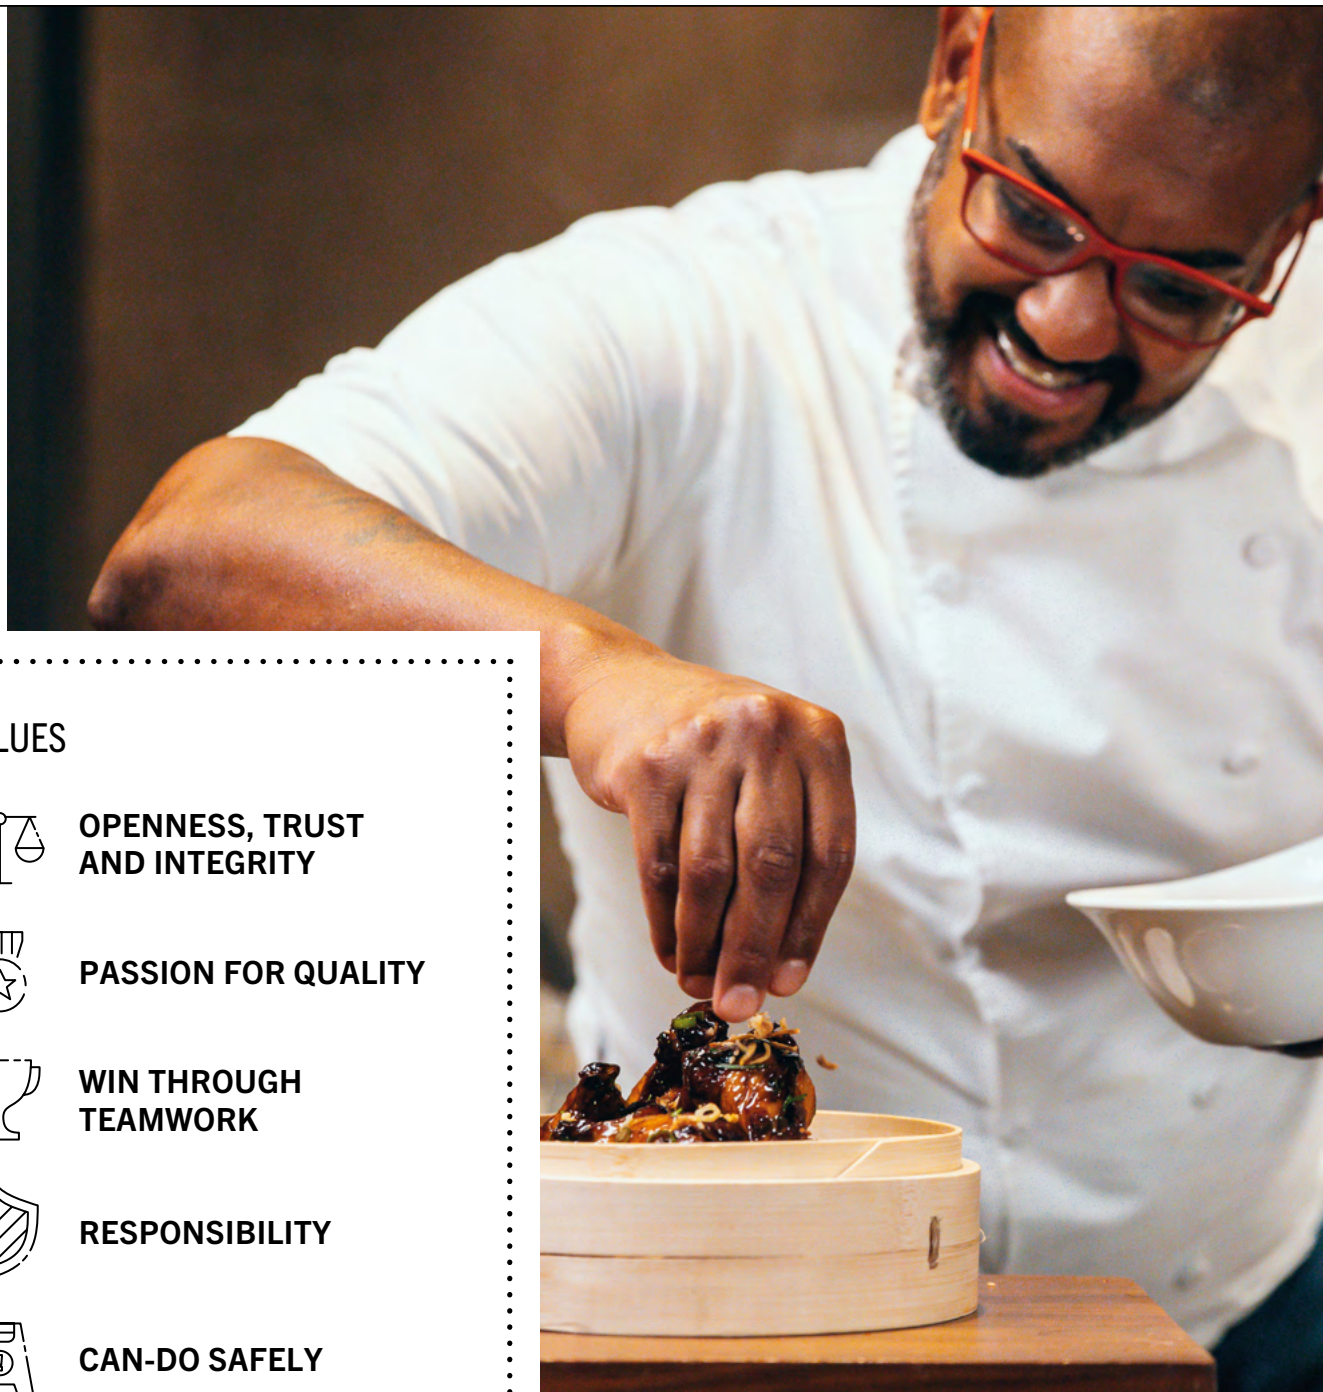 LUES
OPENNESS, TRUST
AND INTEGRITY
PASSION FOR QUALITY
WIN THROUGH
TEAMWORK
RESPONSIBILITY
CAN-DO SAFELY